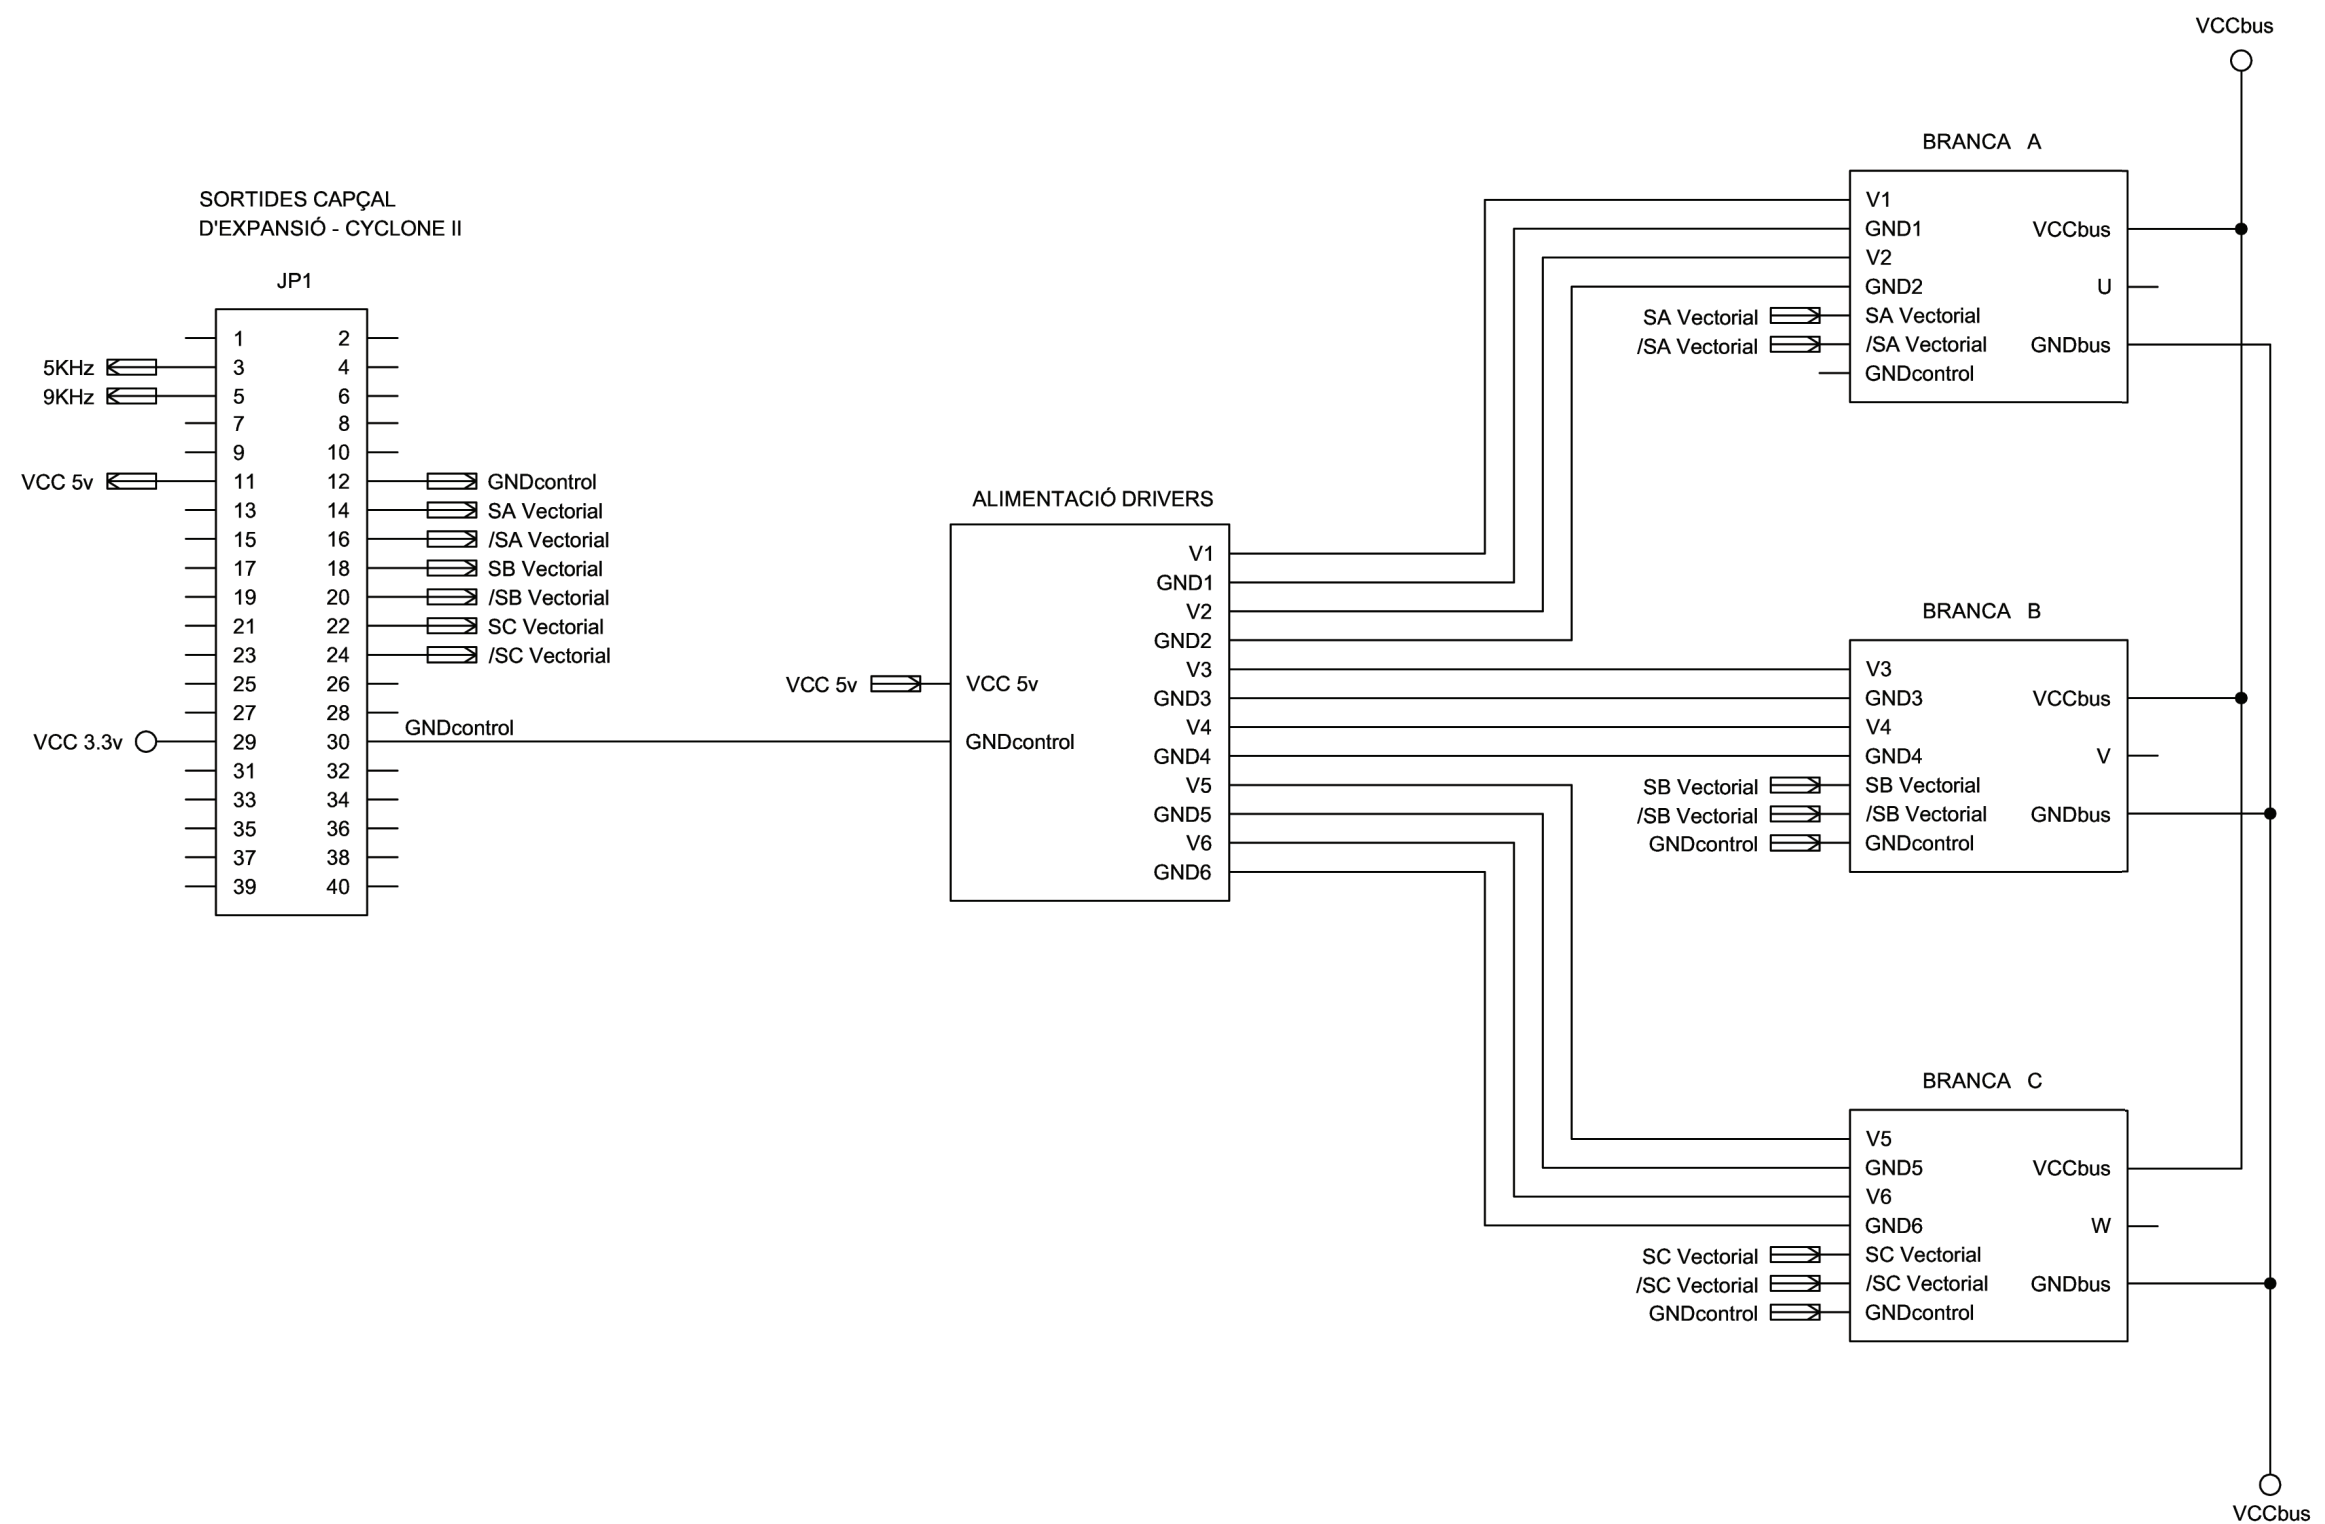 VCCbus
BRANCA A
V1
GND1
V2
GND2
SA Vectorial
/SA Vectorial
GNDcontrol
VCCbus
U
GNDbus
SA Vectorial
/SA Vectorial
SORTIDES CAPÇAL
D'EXPANSIÓ - CYCLONE II
JP1
1 2
5KHz 3 4
9KHz 5 6
7 8
9 10
VCC 5v 11 12 GNDcontrol
13 14 SA Vectorial
15 16 /SA Vectorial
17 18 SB Vectorial
19 20 /SB Vectorial
21 22 SC Vectorial
23 24 /SC Vectorial
25 26
27 28
VCC 3.3v 29 30 GNDcontrol
31 32
33 34
35 36
37 38
39 40
ALIMENTACIÓ DRIVERS
VCC 5v
VCC 5v
GNDcontrol
V1
GND1
V2
GND2
V3
GND3
V4
GND4
V5
GND5
V6
GND6
BRANCA B
V3
GND3
V4
GND4
SB Vectorial
/SB Vectorial
GNDcontrol
VCCbus
V
GNDbus
SB Vectorial
/SB Vectorial
GNDcontrol
BRANCA C
V5
GND5
V6
GND6
SC Vectorial
/SC Vectorial
GNDcontrol
VCCbus
W
GNDbus
SC Vectorial
/SC Vectorial
GNDcontrol
VCCbus